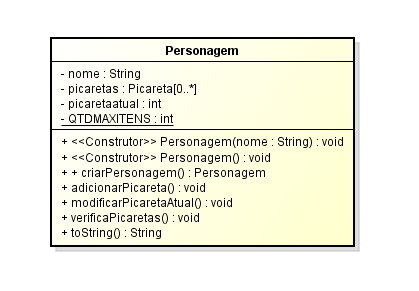 Personagem
- nome : String
- picaretas : Picareta[0..*]
- picaretaatual : int
- QTDMAXITENS : int
+ <<Construtor>> Personagem(nome : String) : void
+ <<Construtor>> Personagem() : void
+ + criarPersonagem() : Personagem
+ adicionarPicareta() : void
+ modificarPicaretaAtual() : void
+ verificaPicaretas() : void
+ toString() : String